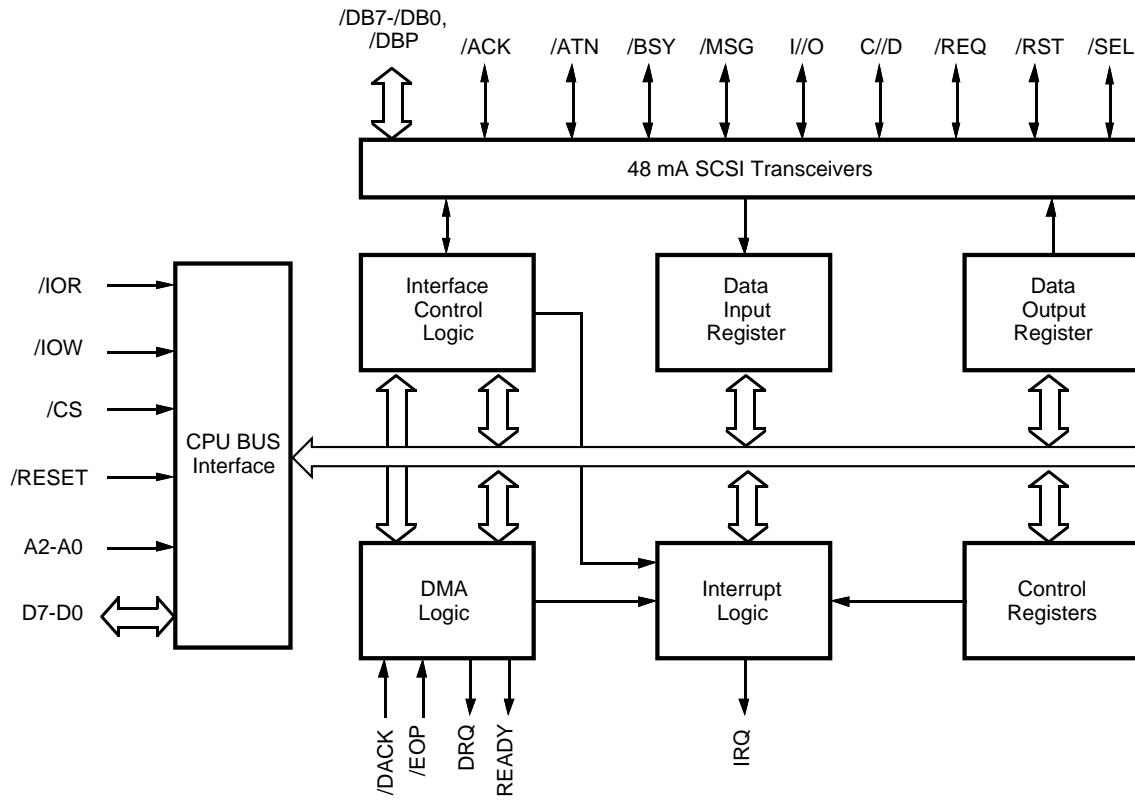 /DB7-/DB0,
/DBP
/ACK
/ATN
/BSY
/MSG
I//O
C//D
/REQ
/RST
/SEL
48 mA SCSI Transceivers
Interface
Control
Logic
Data
Input
Register
Data
Output
Register
/IOR
/IOW
/CS
/RESET
A2-A0
D7-D0
CPU BUS
Interface
DMA
Logic
Interrupt
Logic
Control
Registers
/DACK
/EOP
DRQ
READY
IRQ